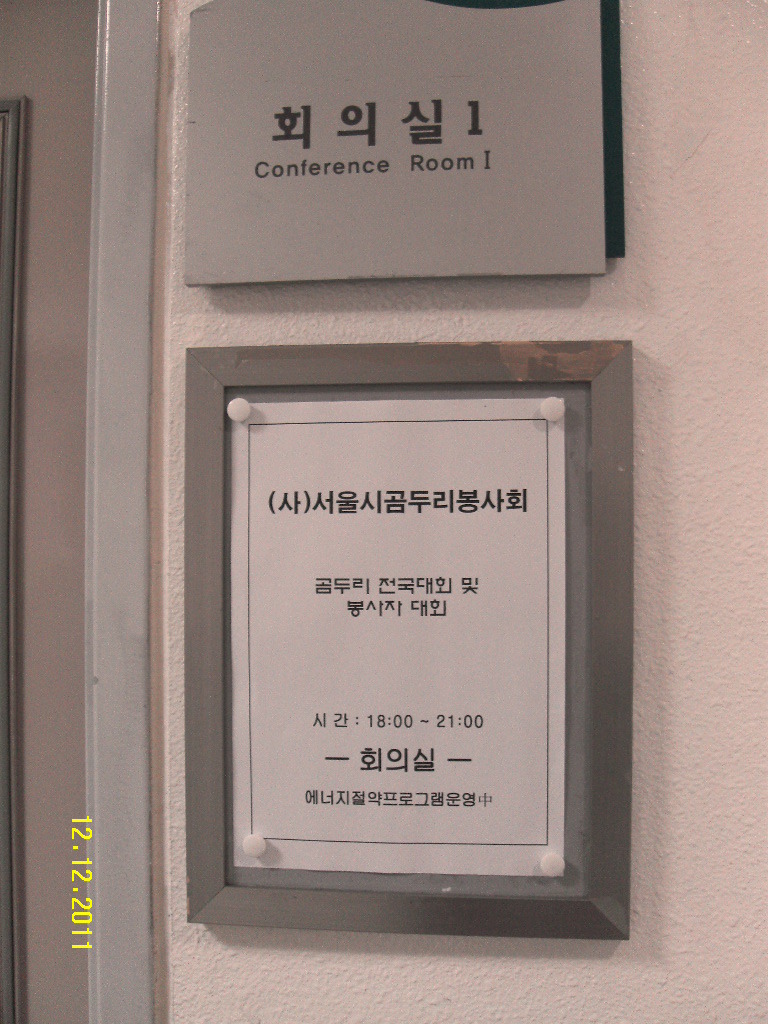 회의실 1
Conference Room I
(사)서울시곰두리봉사회
곰두리 전국대회 및
봉사자 대회
시 간 : 18:00 ~ 21:00
— 회의실 —
에너지절약프로그램운영中
12.12.2011